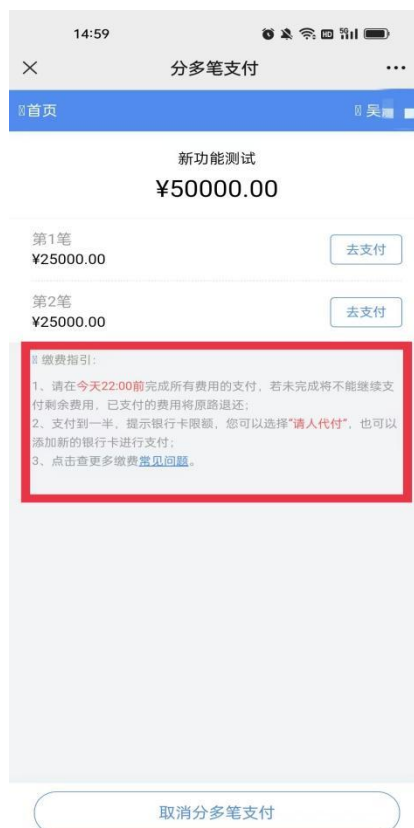 14:59
HD 5G
分多笔支付
首页
吴
新功能测试
¥50000.00
第1笔
¥25000.00
去支付
第2笔
¥25000.00
去支付
缴费指引：
1、请在今天22:00前完成所有费用的支付，若未完成将不能继续支
付剩余费用，已支付的费用将原路退还；
2、支付到一半，提示银行卡限额，您可以选择“请人代付”，也可以
添加新的银行卡进行支付；
3、点击查更多缴费常见问题。
取消分多笔支付